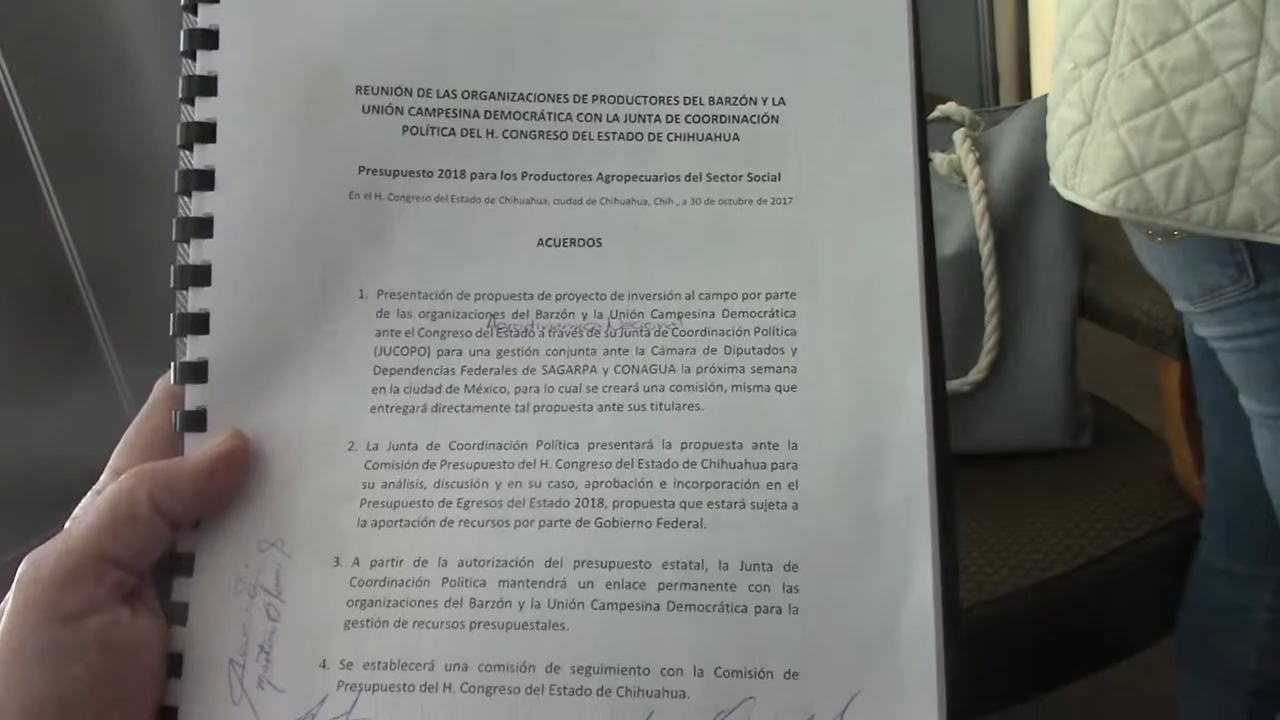 REUNIÓN DE LAS ORGANIZACIONES DE PRODUCTORES DEL BARZÓN Y LA
UNIÓN CAMPESINA DEMOCRÁTICA CON LA JUNTA DE COORDINACIÓN
POLÍTICA DEL H. CONGRESO DEL ESTADO DE CHIHUAHUA
Presupuesto 2018 para los Productores Agropecuarios del Sector Social
En el H. Congreso del Estado de Chihuahua, ciudad de Chihuahua, Chih., a 30 de octubre de 2017
ACUERDOS
1. Presentación de propuesta de proyecto de inversión al campo por parte
de las organizaciones del Barzón y la Unión Campesina Democrática
ante el Congreso del Estado a través de su Junta de Coordinación Política
(JUCOPO) para una gestión conjunta ante la Cámara de Diputados y
Dependencias Federales de SAGARPA y CONAGUA la próxima semana
en la ciudad de México, para lo cual se creará una comisión, misma que
entregará directamente tal propuesta ante sus titulares.
2. La Junta de Coordinación Política presentará la propuesta ante la
Comisión de Presupuesto del H. Congreso del Estado de Chihuahua para
su análisis, discusión y en su caso, aprobación e incorporación en el
Presupuesto de Egresos del Estado 2018, propuesta que estará sujeta a
la aportación de recursos por parte de Gobierno Federal.
3. A partir de la autorización del presupuesto estatal, la Junta de
Coordinación Politica mantendrá un enlace permanente con las
organizaciones del Barzón y la Unión Campesina Democrática para la
gestión de recursos presupuestales.
4. Se establecerá una comisión de seguimiento con la Comisión de
Presupuesto del H. Congreso del Estado de Chihuahua.